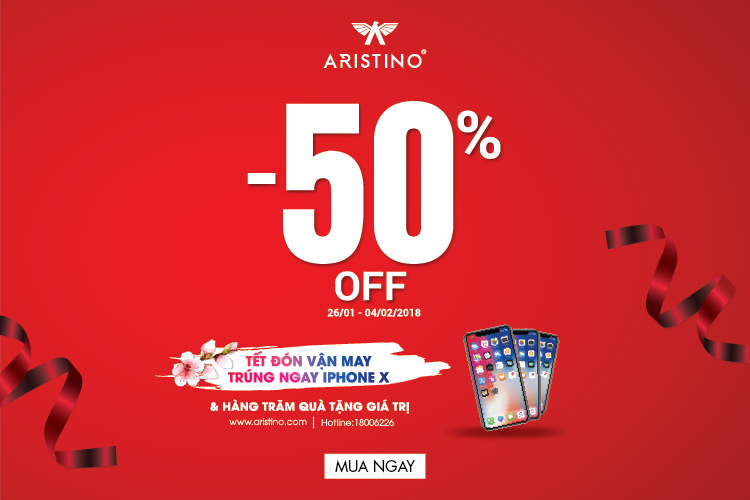 ARISTINO®
-50%
OFF
26/01 - 04/02/2018
TẾT ĐÓN VẬN MAY
TRÚNG NGAY IPHONE X
& HÀNG TRĂM QUÀ TẶNG GIÁ TRỊ
www.aristino.com | Hotline:18006226
MUA NGAY